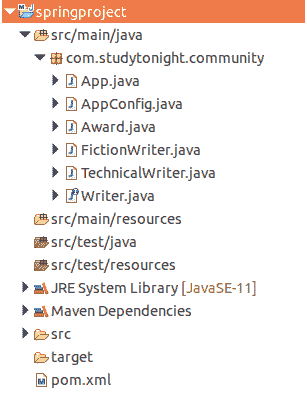 springproject
src/main/java
com.studytonight.community
App.java
AppConfig.java
Award.java
FictionWriter.java
TechnicalWriter.java
Writer.java
src/main/resources
src/test/java
src/test/resources
JRE System Library [JavaSE-11]
Maven Dependencies
src
target
pom.xml